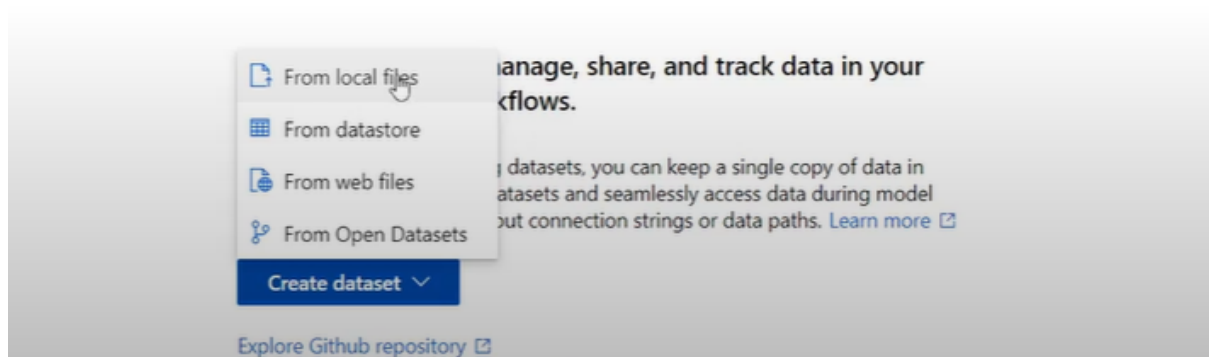 From local files
From datastore
From web files
From Open Datasets
anage, share, and track data in your
kflows.
datasets, you can keep a single copy of data in
atasets and seamlessly access data during model
out connection strings or data paths. Learn more
Create dataset
Explore Github repository